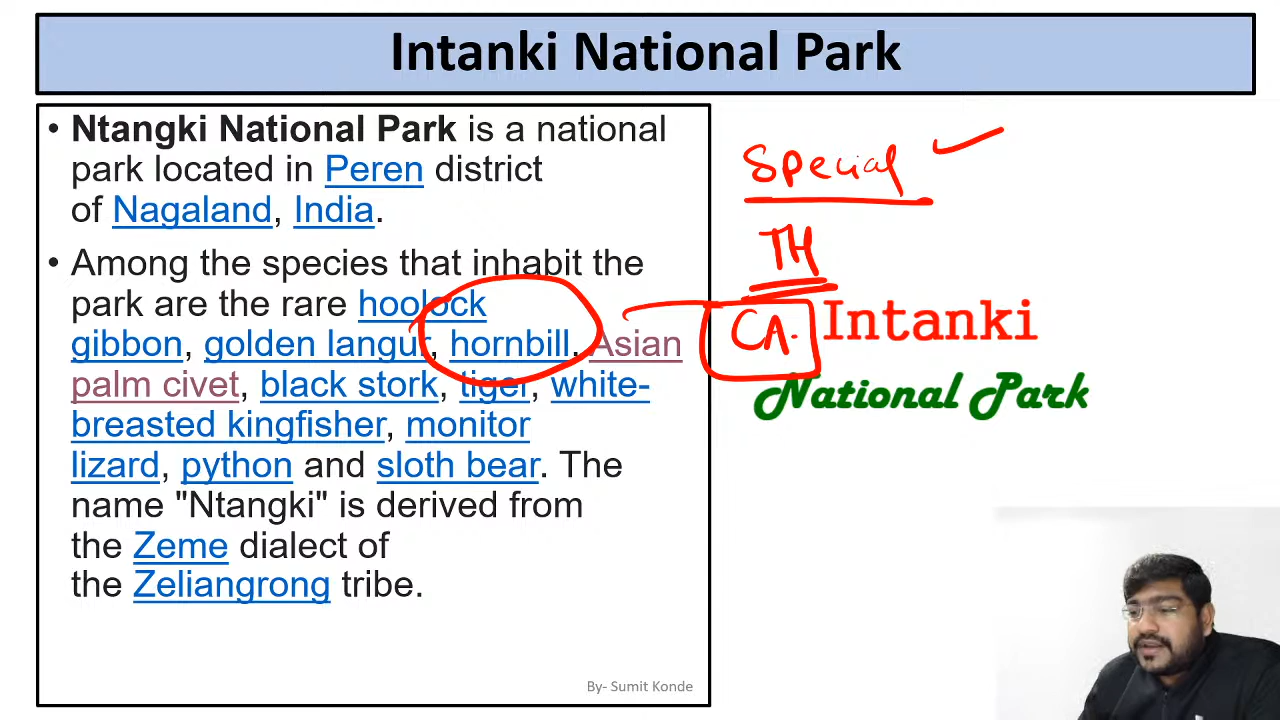 Intanki National Park
• Ntangki National Park is a national
park located in Peren district
of Nagaland, India.
• Among the species that inhabit the
park are the rare hoolock
gibbon, golden langur, hornbill, Asian
palm civet, black stork, tiger, white-
breasted kingfisher, monitor
lizard, python and sloth bear. The
name "Ntangki" is derived from
the Zeme dialect of
the Zeliangrong tribe.
By- Sumit Konde
Special
TH
CA.
Intanki
National Park